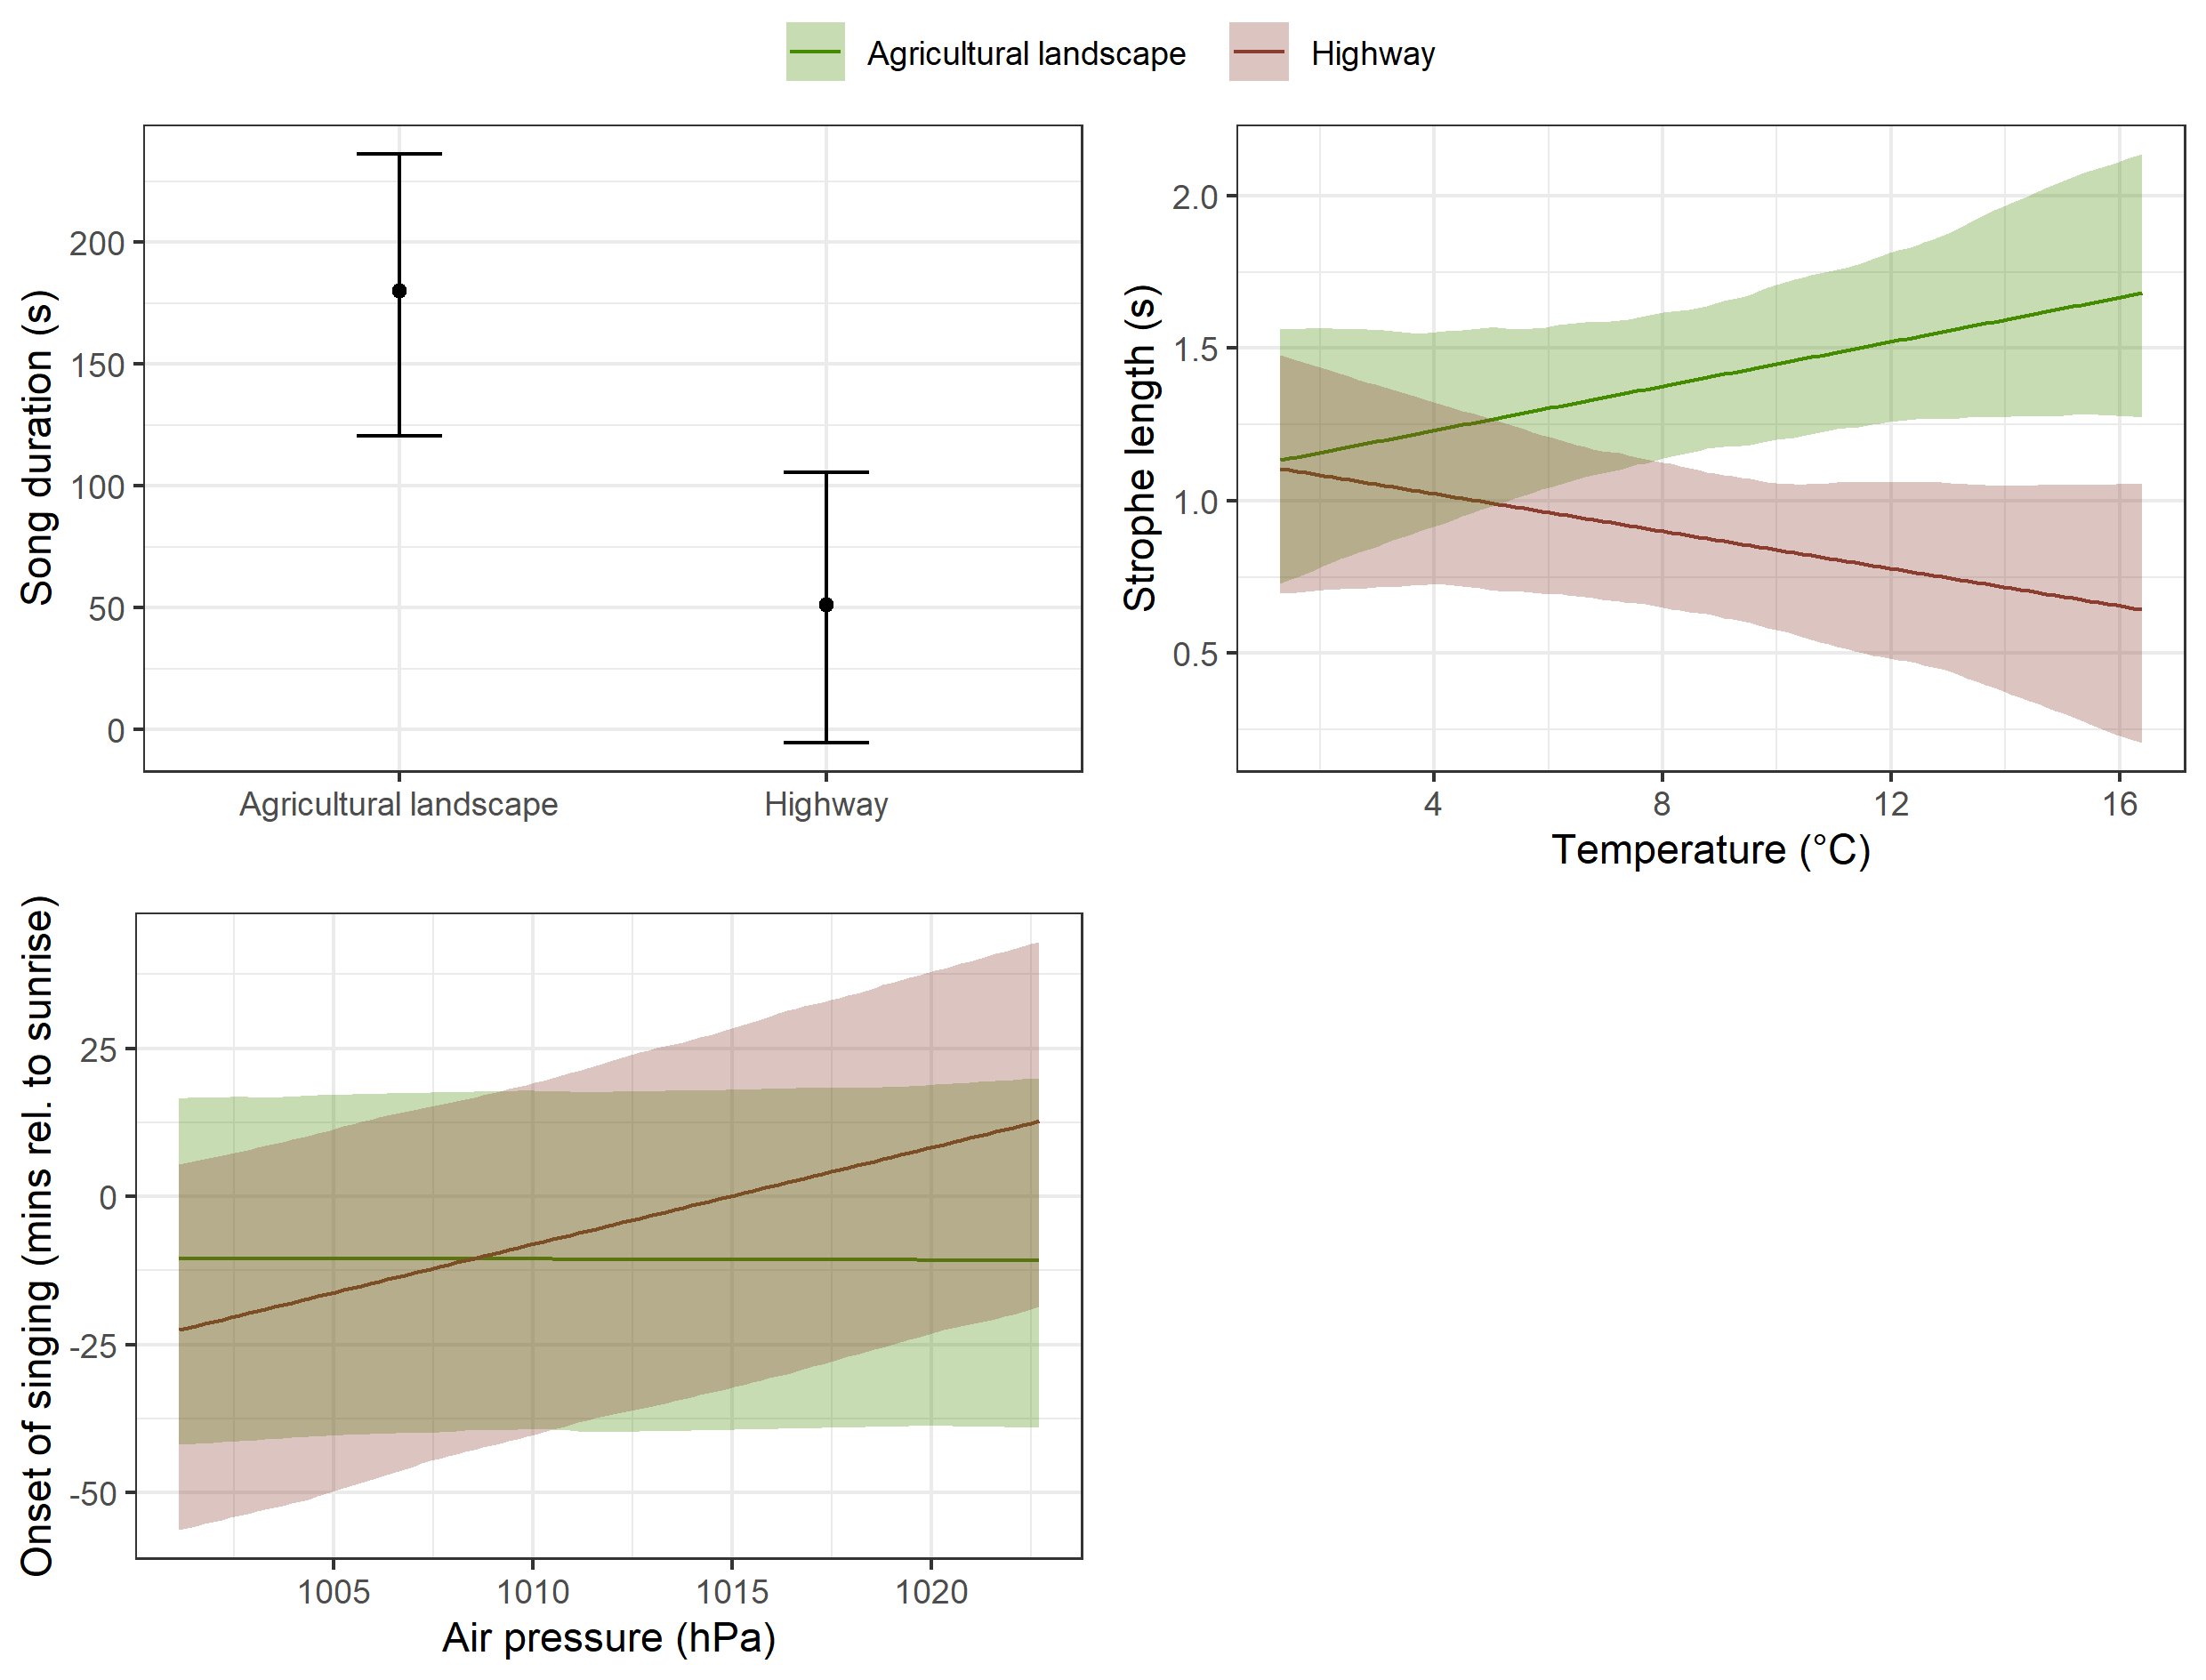 Agricultural landscape
Highway
Song duration (s)
200
150
100
50
0
Agricultural landscape
Highway
Strophe length (s)
2.0
1.5
1.0
0.5
4
8
12
16
Temperature (°C)
Onset of singing (mins rel. to sunrise)
25
0
-25
-50
1005
1010
1015
1020
Air pressure (hPa)